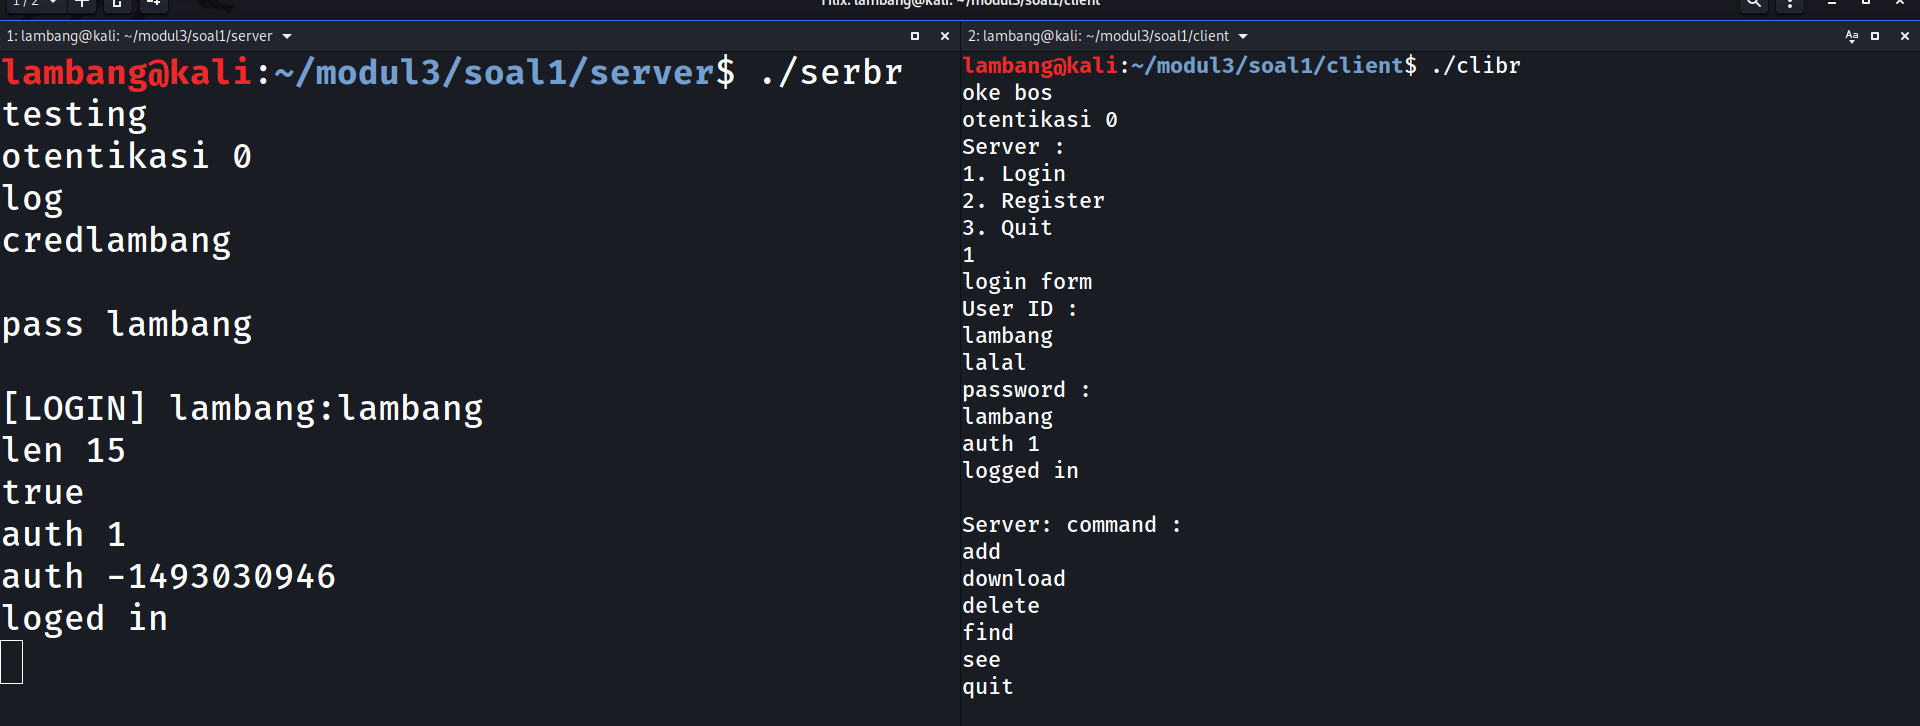 1 / 2
Tilix: lambang@kali: ~/modul3/soal1/client
1: lambang@kali: ~/modul3/soal1/server
lambang@kali:~/modul3/soal1/server$ ./serbr
testing
otentikasi 0
log
credlambang
pass lambang
[LOGIN] lambang:lambang
len 15
true
auth 1
auth -1493030946
loged in
2: lambang@kali: ~/modul3/soal1/client
lambang@kali:~/modul3/soal1/client$ ./clibr
oke bos
otentikasi 0
Server :
1. Login
2. Register
3. Quit
1
login form
User ID :
lambang
lalal
password :
lambang
auth 1
logged in
Server: command :
add
download
delete
find
see
quit